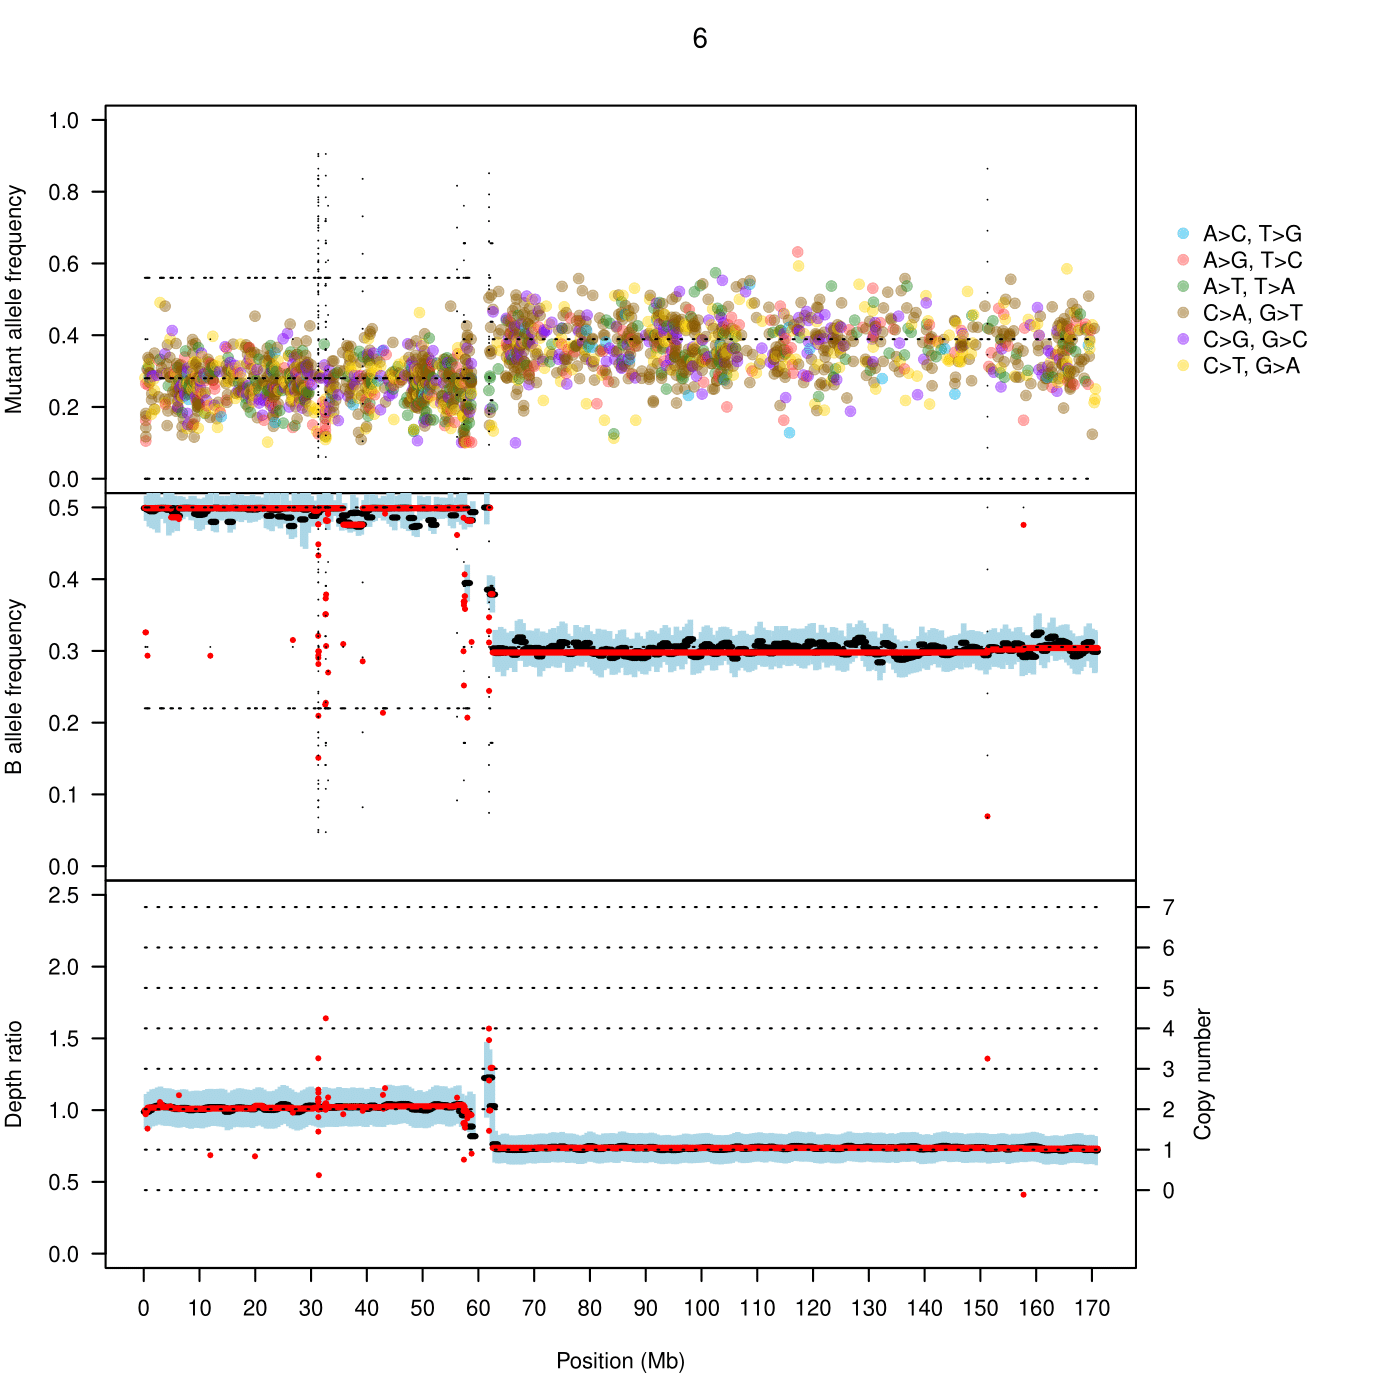 6
Mutant allele frequency
1.0
0.8
0.6
0.4
0.2
0.0
A>C, T>G
A>G, T>C
A>T, T>A
C>A, G>T
C>G, G>C
C>T, G>A
B allele frequency
0.5
0.4
0.3
0.2
0.1
0.0
Depth ratio
2.5
2.0
1.5
1.0
0.5
0.0
7
6
5
4
3
2
1
0
Copy number
0 10 20 30 40 50 60 70 80 90 100 110 120 130 140 150 160 170
Position (Mb)